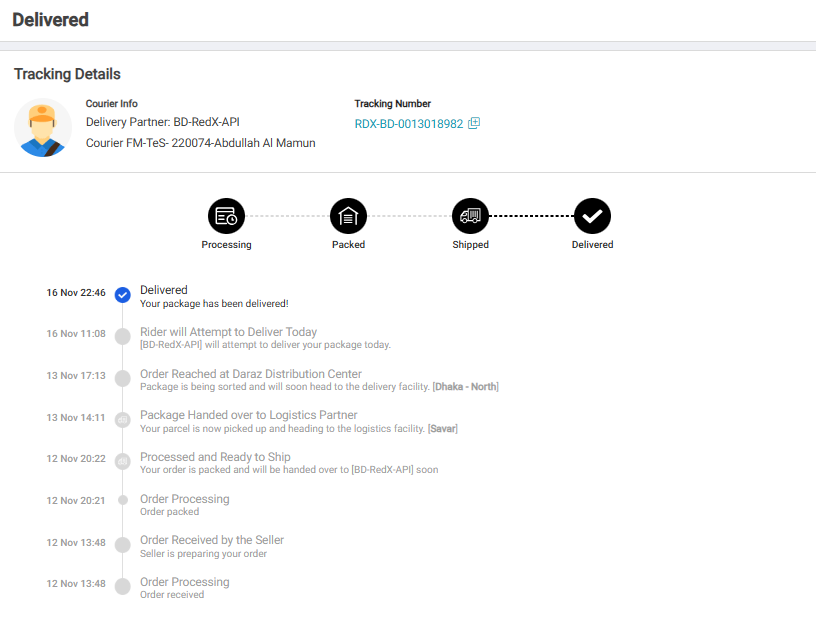 Delivered
Tracking Details
Courier Info
Delivery Partner: BD-RedX-API
Courier FM-TeS- 220074-Abdullah Al Mamun
Tracking Number
RDX-BD-0013018982
Processing
Packed
Shipped
Delivered
16 Nov 22:46 Delivered
Your package has been delivered!
16 Nov 11:08 Rider will Attempt to Deliver Today
[BD-RedX-API] will attempt to deliver your package today.
13 Nov 17:13 Order Reached at Daraz Distribution Center
Package is being sorted and will soon head to the delivery facility. [Dhaka - North]
13 Nov 14:11 Package Handed over to Logistics Partner
Your parcel is now picked up and heading to the logistics facility. [Savar]
12 Nov 20:22 Processed and Ready to Ship
Your order is packed and will be handed over to [BD-RedX-API] soon
12 Nov 20:21 Order Processing
Order packed
12 Nov 13:48 Order Received by the Seller
Seller is preparing your order
12 Nov 13:48 Order Processing
Order received